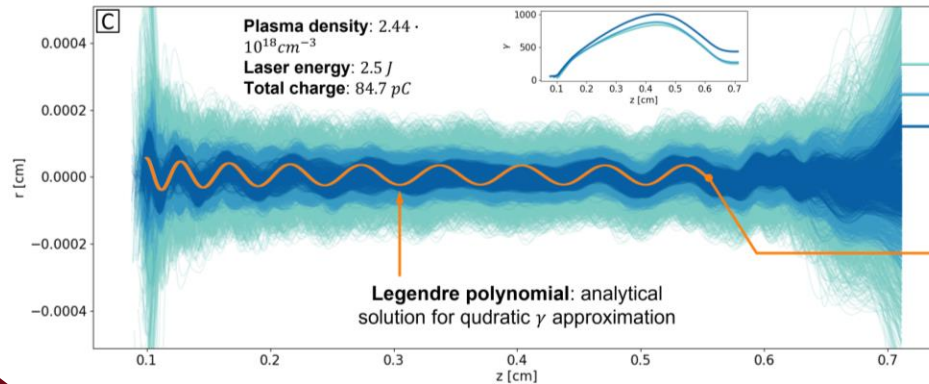 C
Plasma density: 2.44 ·
10^18 cm^−3
Laser energy: 2.5 J
Total charge: 84.7 pC
1000
500
0
γ
0.1 0.2 0.3 0.4 0.5 0.6 0.7
z [cm]
0.0004
0.0002
0.0000
−0.0002
−0.0004
r [cm]
Legendre polynomial: analytical
solution for qudratic γ approximation
0.1 0.2 0.3 0.4 0.5 0.6 0.7
z [cm]